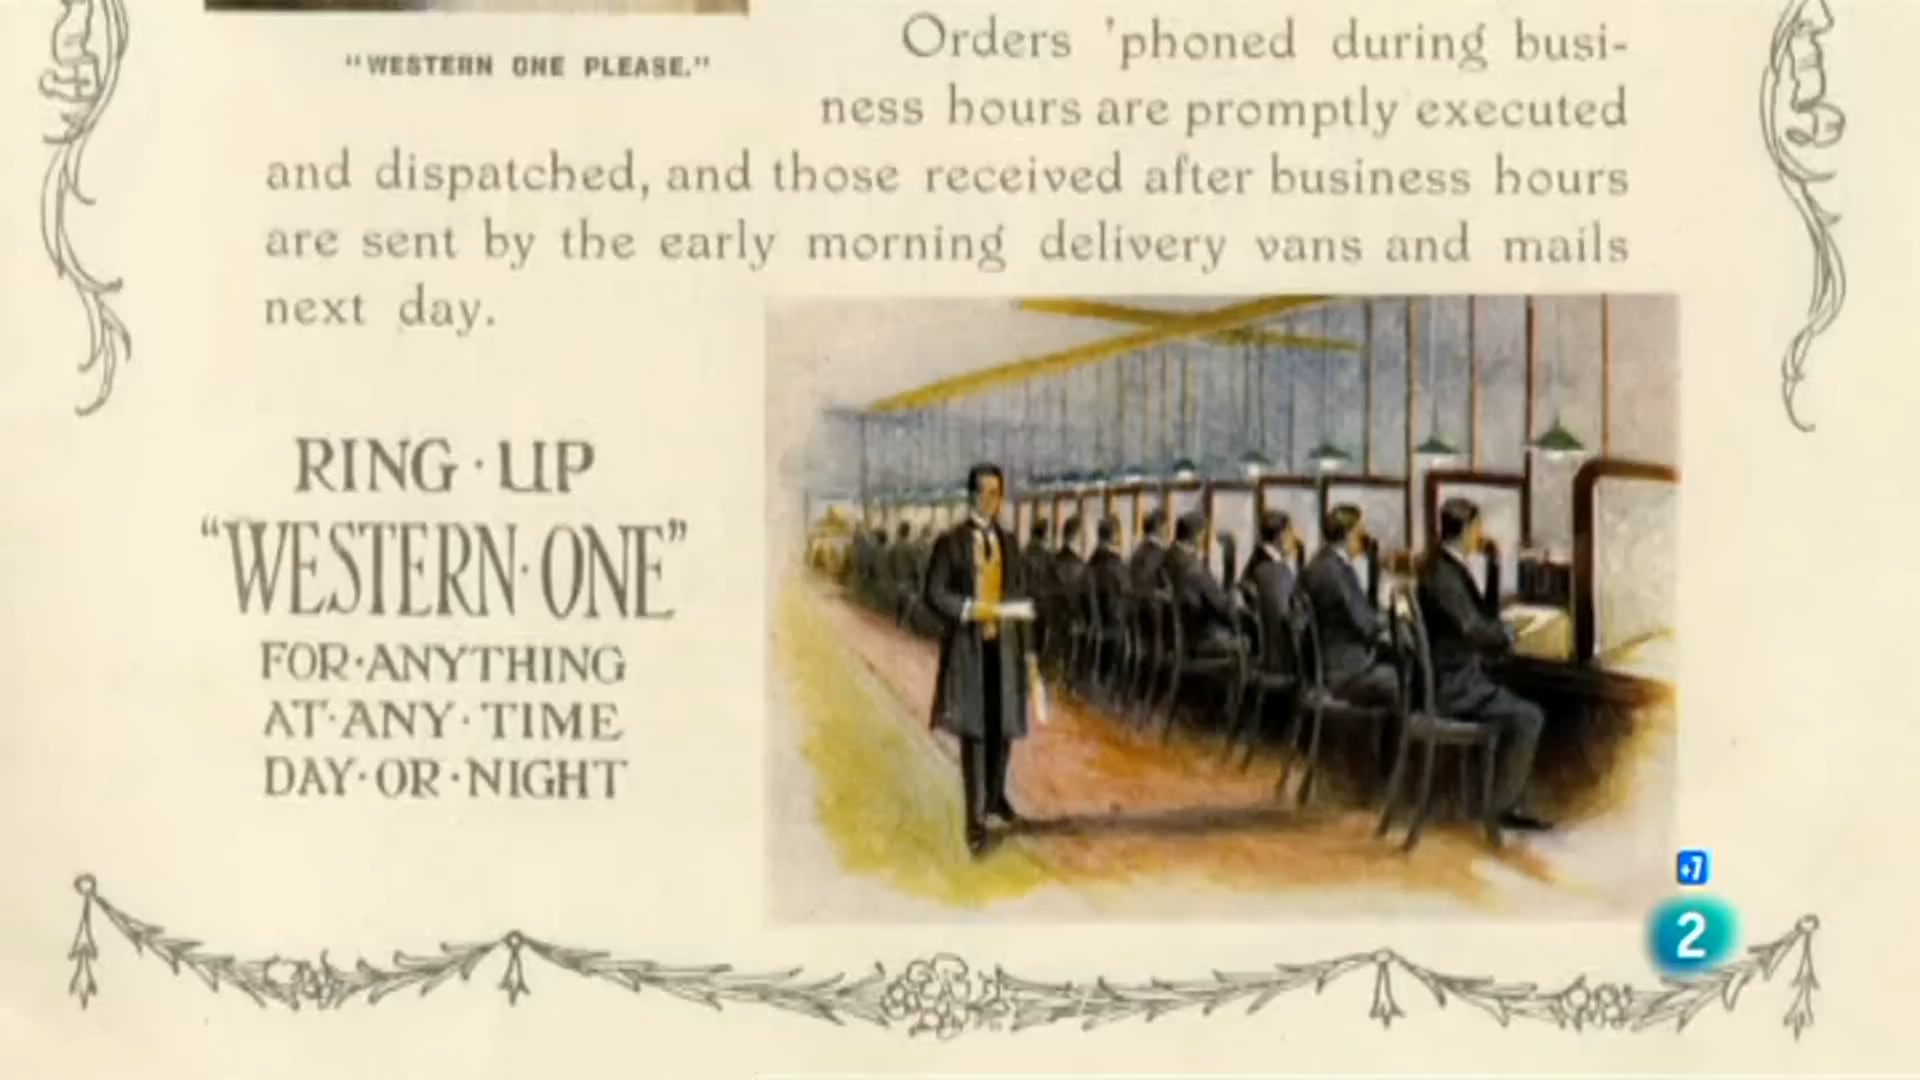 "WESTERN ONE PLEASE."
Orders 'phoned during busi-
ness hours are promptly executed
and dispatched, and those received after business hours
are sent by the early morning delivery vans and mails
next day.
RING · UP
"WESTERN · ONE"
FOR · ANYTHING
AT · ANY · TIME
DAY · OR · NIGHT
+7
2